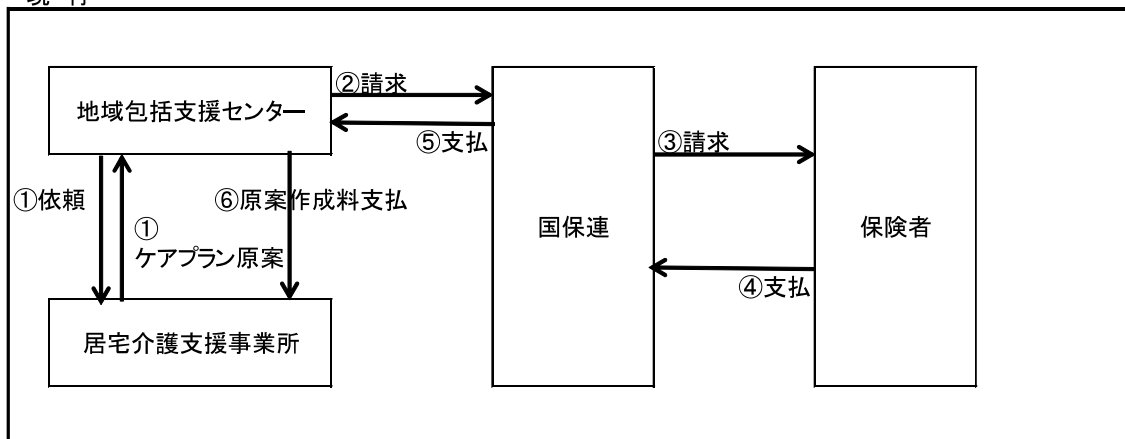 現 行
②請求
地域包括支援センター
⑤支払
③請求
①依頼
⑥原案作成料支払
①
ケアプラン原案
国保連
保険者
④支払
居宅介護支援事業所